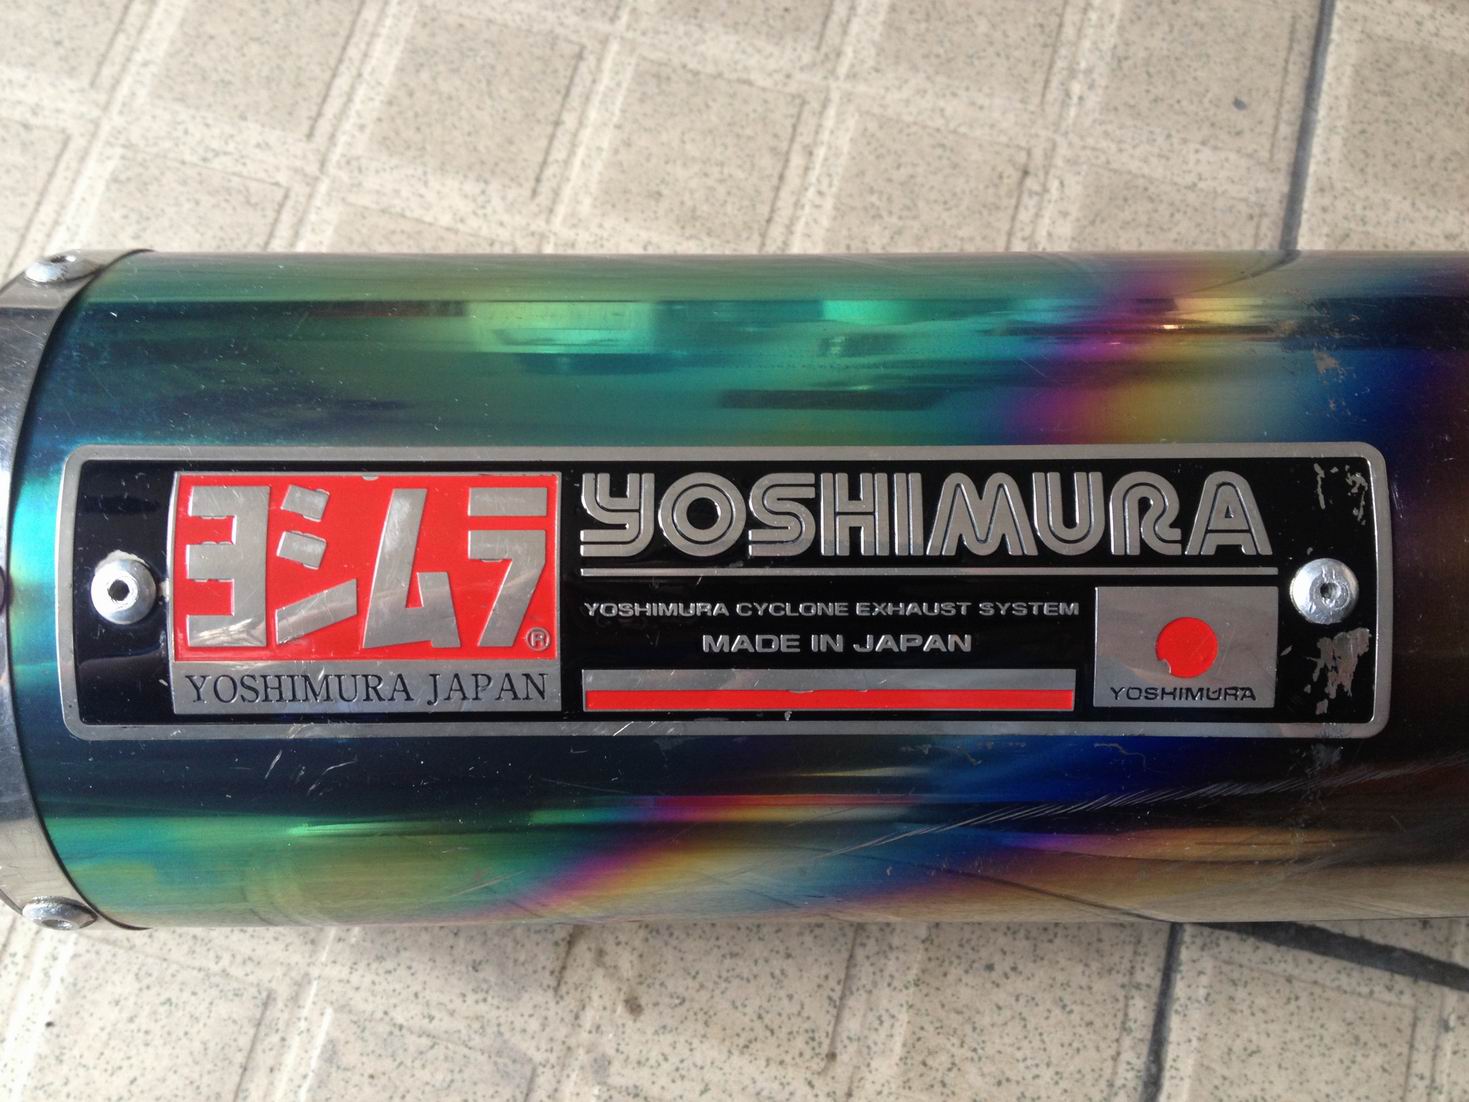 ヨシムラ®
YOSHIMURA JAPAN
YOSHIMURA
YOSHIMURA CYCLONE EXHAUST SYSTEM
MADE IN JAPAN
YOSHIMURA